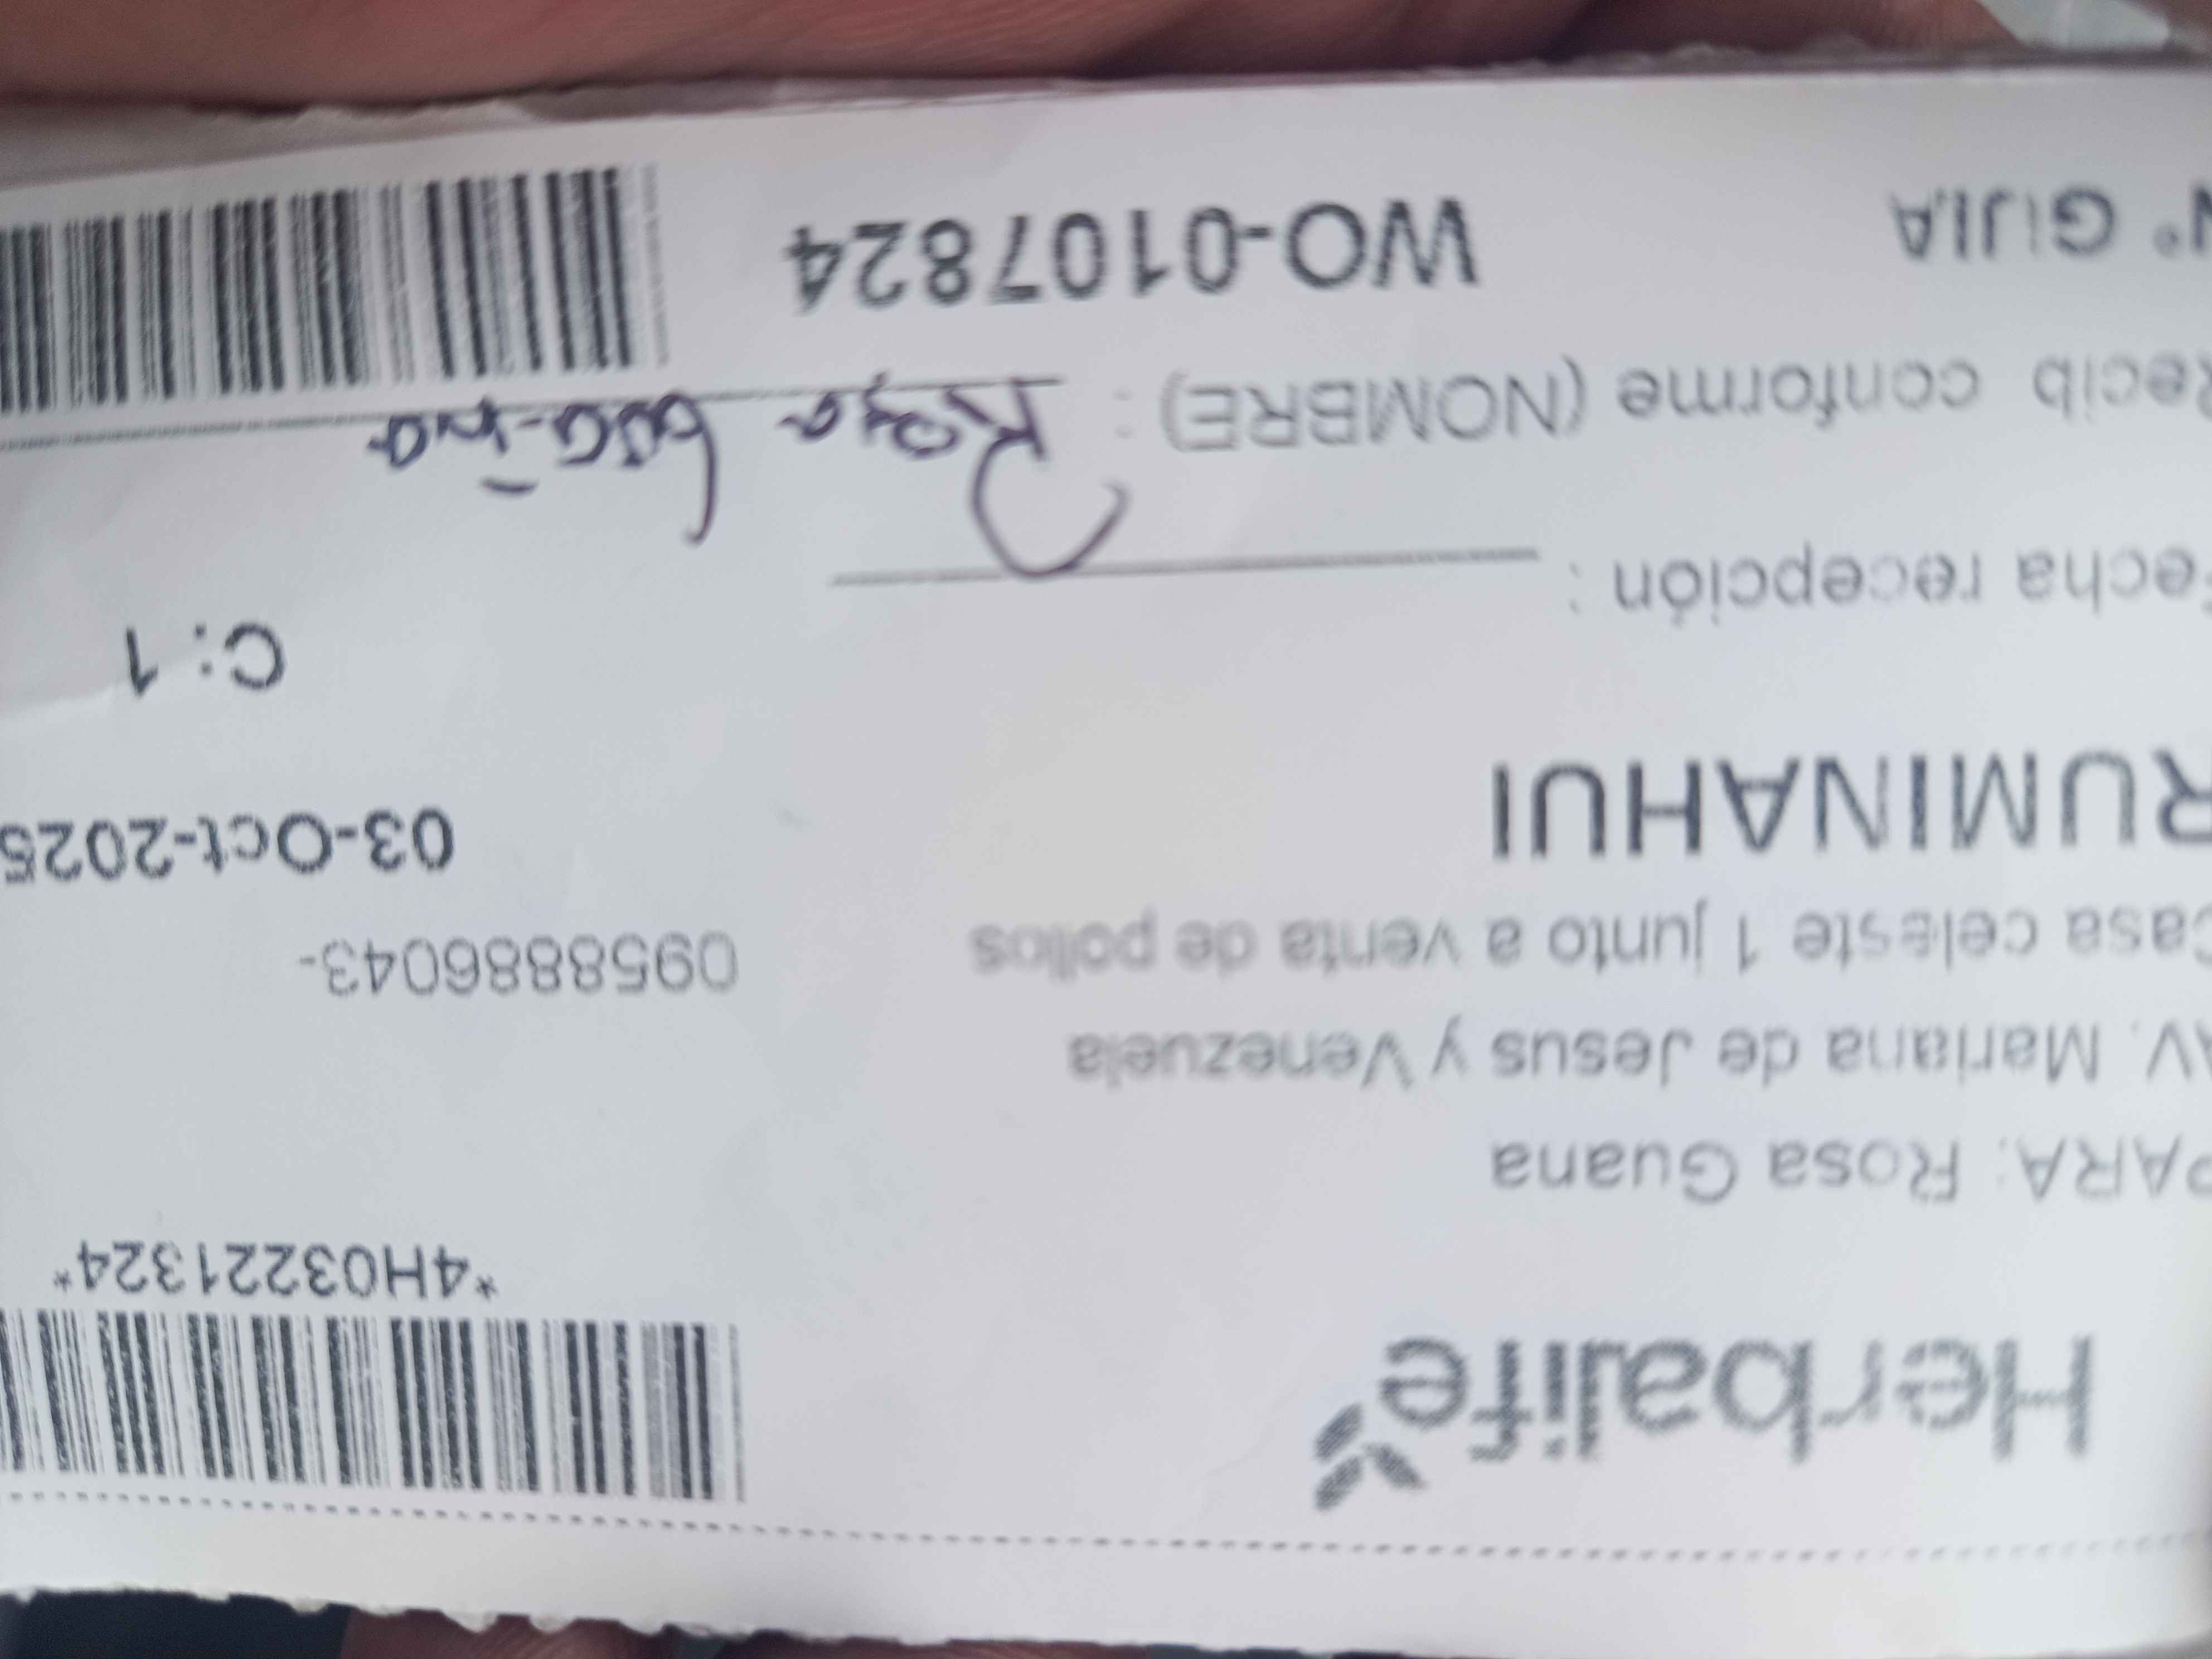 Herbalife
*4H03221324*
PARA: Rosa Guana
AV. Mariana de Jesus y Venezuela
Casa celeste 1 junto a venta de pollos
0958886043-
RUMINAHUI
03-Oct-2025
C: 1
Fecha recepción :
Recib conforme (NOMBRE) : Rosa
N° GUIA
WO-0107824